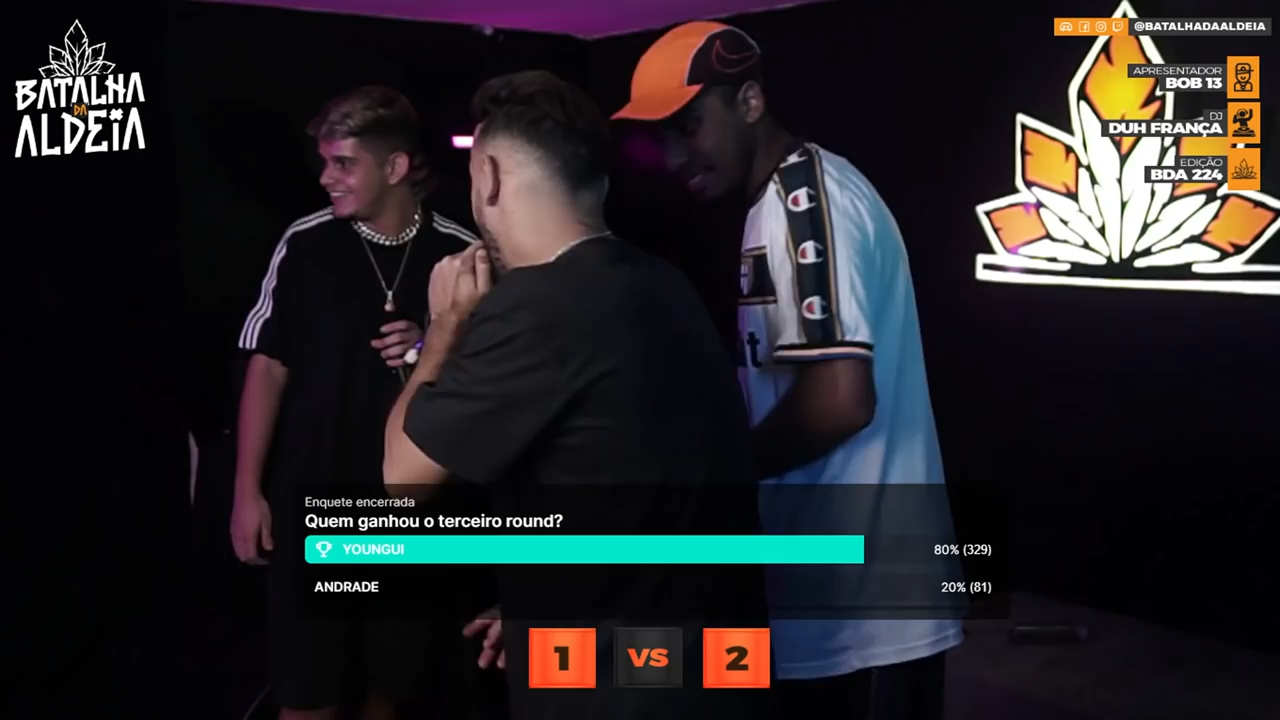 BATALHA
DA
ALDEIA
@BATALHADAALDEIA
APRESENTADOR
BOB 13
DJ
DUH FRANÇA
EDIÇÃO
BDA 224
Enquete encerrada
Quem ganhou o terceiro round?
YOUNGUI 80% (329)
ANDRADE 20% (81)
1 VS 2